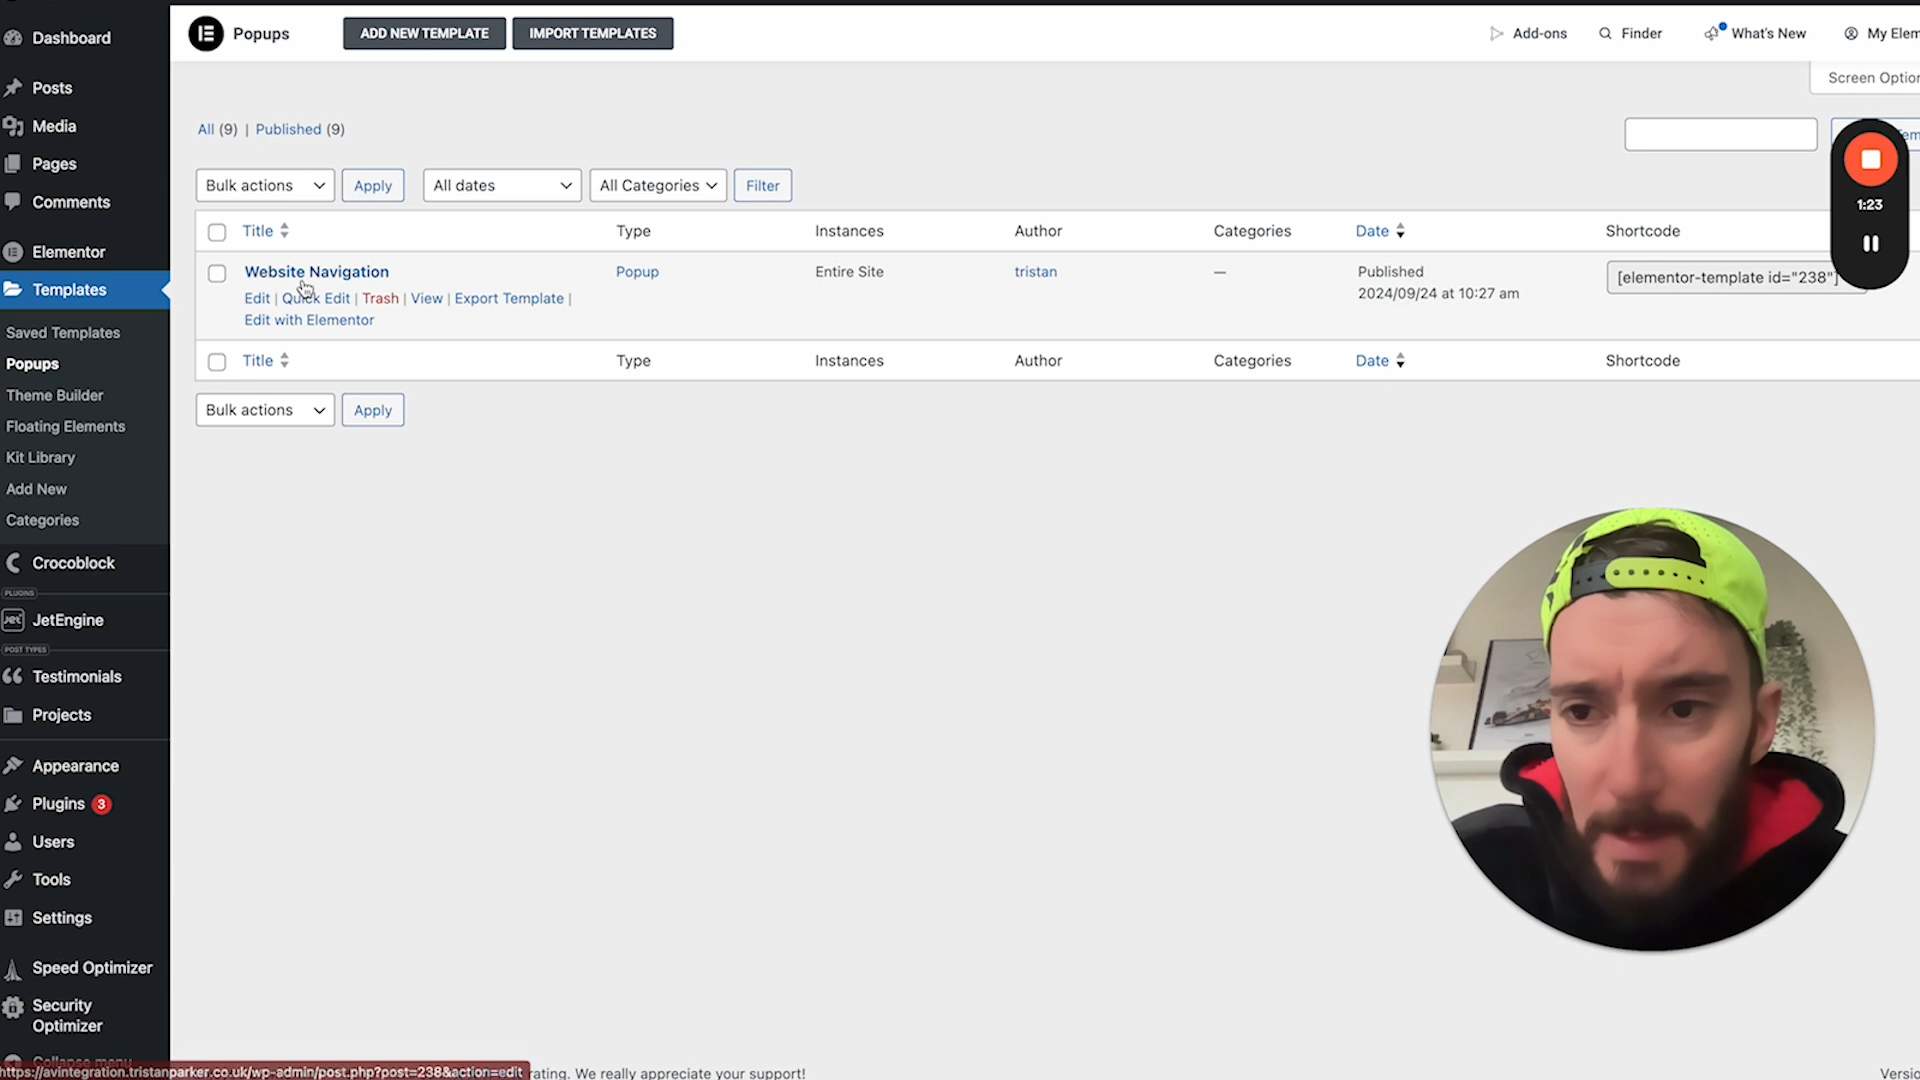 Dashboard
Posts
Media
Pages
Comments
Elementor
Templates
Saved Templates
Popups
Theme Builder
Floating Elements
Kit Library
Add New
Categories
Crocoblock
PLUGINS
JetEngine
POST TYPES
Testimonials
Projects
Appearance
Plugins 3
Users
Tools
Settings
Speed Optimizer
Security
Optimizer
Collapse menu
Popups ADD NEW TEMPLATE IMPORT TEMPLATES Add-ons Finder What's New My Elem
Screen Option
All (9) | Published (9)
Bulk actions Apply All dates All Categories Filter
1:23
Title Type Instances Author Categories Date Shortcode
Website Navigation Popup Entire Site tristan — Published [elementor-template id="238"]
2024/09/24 at 10:27 am
Edit | Quick Edit | Trash | View | Export Template |
Edit with Elementor
Title Type Instances Author Categories Date Shortcode
Bulk actions Apply
https://avintegration.tristanparker.co.uk/wp-admin/post.php?post=238&action=edit rating. We really appreciate your support! Versio